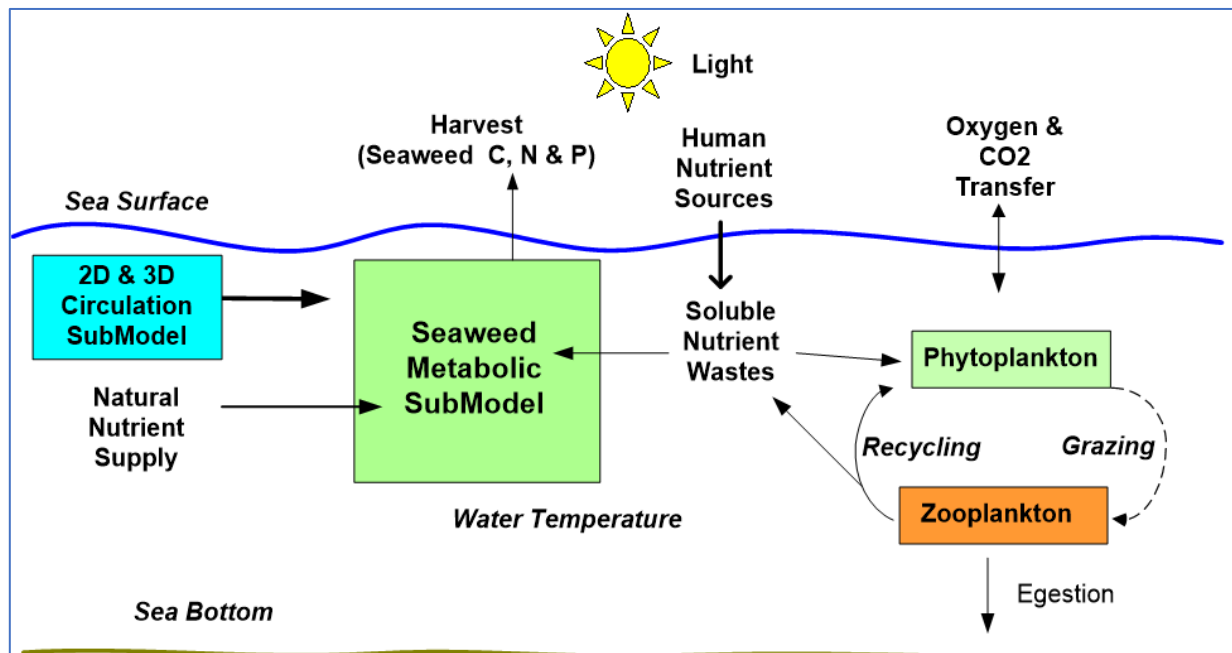 Light
Harvest
(Seaweed C, N & P)
Human
Nutrient
Sources
Oxygen &
CO2
Transfer
Sea Surface
2D & 3D
Circulation
SubModel
Seaweed
Metabolic
SubModel
Soluble
Nutrient
Wastes
Phytoplankton
Natural
Nutrient
Supply
Recycling
Grazing
Zooplankton
Water Temperature
Egestion
Sea Bottom